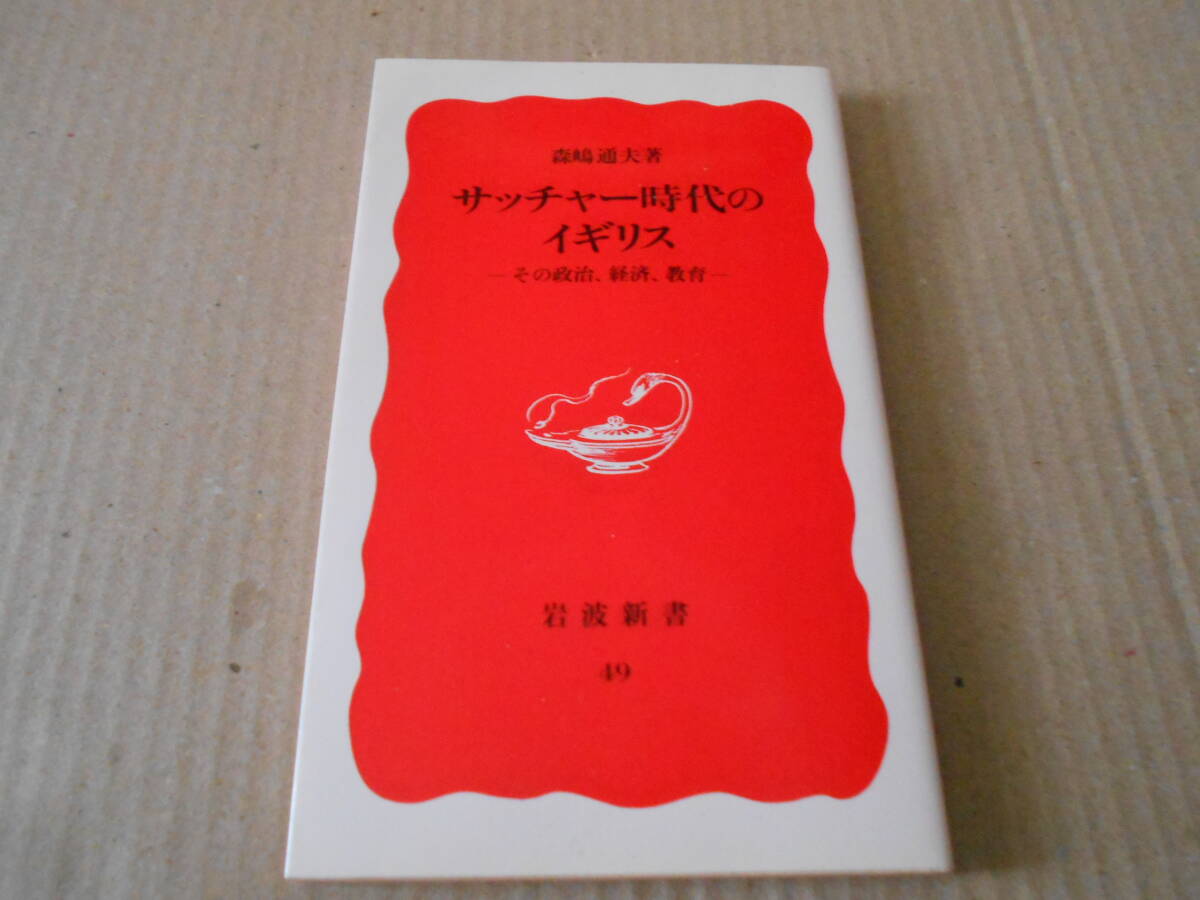 森嶋通夫著
サッチャー時代の
イギリス
―その政治、経済、教育―
岩波新書
49